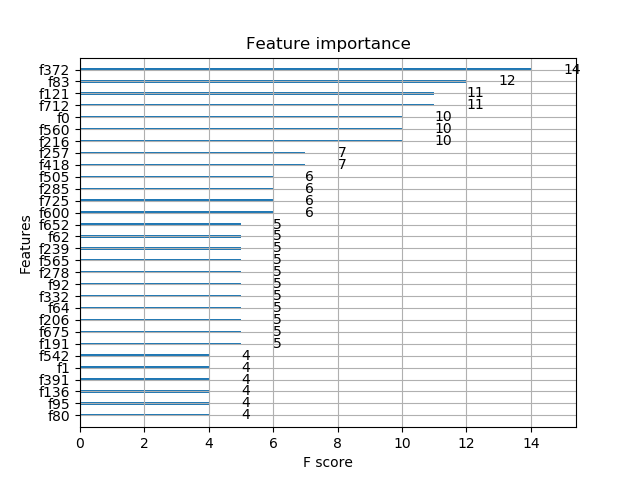 Feature importance
f372 14
f83 12
f121 11
f712 11
f0 10
f560 10
f216 10
f257 7
f418 7
f505 6
f285 6
f725 6
f600 6
f652 5
f62 5
f239 5
f565 5
f278 5
f92 5
f332 5
f64 5
f206 5
f675 5
f191 5
f542 4
f1 4
f391 4
f136 4
f95 4
f80 4
Features
0 2 4 6 8 10 12 14
F score